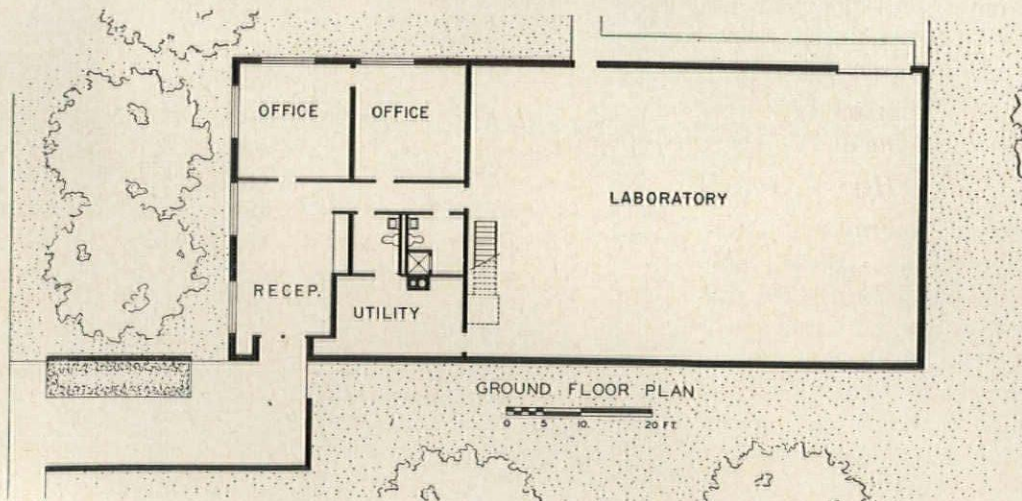 OFFICE OFFICE
LABORATORY
RECEP.
UTILITY
GROUND FLOOR PLAN
0 5 10 20 FT.